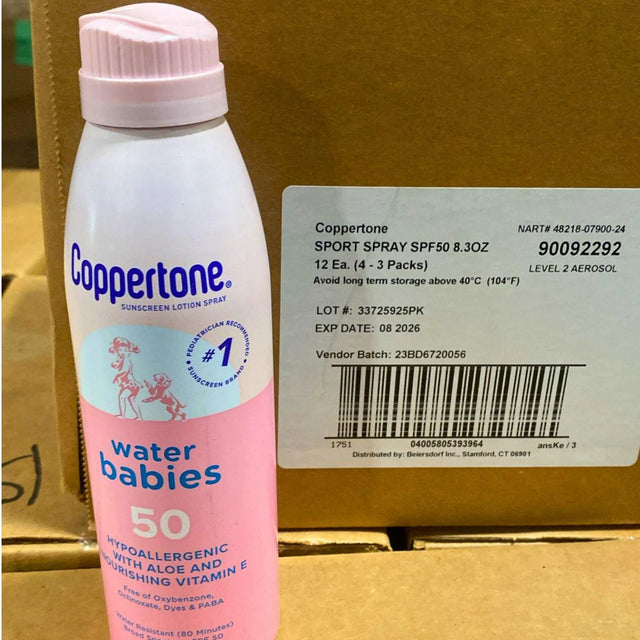 Coppertone®
SUNSCREEN LOTION SPRAY
PEDIATRICIAN RECOMMENDED
#1
SUNSCREEN BRAND
water
babies
50
HYPOALLERGENIC
WITH ALOE AND
NOURISHING VITAMIN E
Free of Oxybenzone,
Octinoxate, Dyes & PABA
Water Resistant (80 Minutes)
SPF 50
Coppertone
NART# 48218-07900-24
SPORT SPRAY SPF50 8.3OZ
90092292
12 Ea. (4 - 3 Packs)
LEVEL 2 AEROSOL
Avoid long term storage above 40°C (104°F)
LOT #: 33725925PK
EXP DATE: 08 2026
Vendor Batch: 23BD6720056
17S1
04005805393964
ansKe / 3
Distributed by: Beiersdorf Inc., Stamford, CT 06901